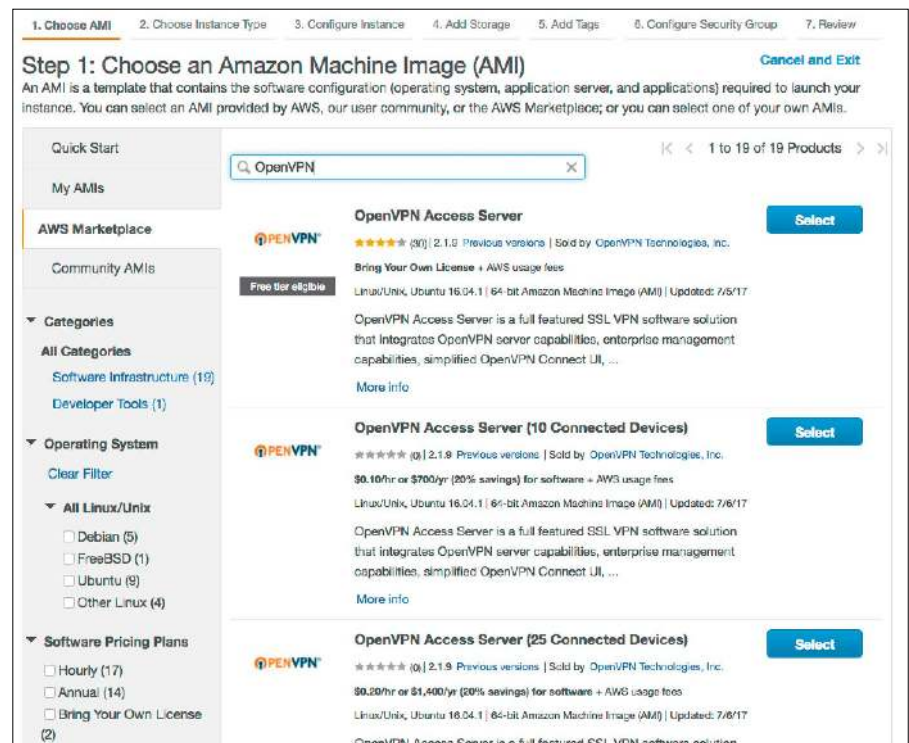 1. Choose AMI 2. Choose Instance Type 3. Configure Instance 4. Add Storage 5. Add Tags 6. Configure Security Group 7. Review
Step 1: Choose an Amazon Machine Image (AMI)
Cancel and Exit
An AMI is a template that contains the software configuration (operating system, application server, and applications) required to launch your
instance. You can select an AMI provided by AWS, our user community, or the AWS Marketplace; or you can select one of your own AMIs.
Quick Start
My AMIs
AWS Marketplace
Community AMIs
Categories
All Categories
Software Infrastructure (19)
Developer Tools (1)
Operating System
Clear Filter
All Linux/Unix
Debian (5)
FreeBSD (1)
Ubuntu (9)
Other Linux (4)
Software Pricing Plans
Hourly (17)
Annual (14)
Bring Your Own License
(2)
OpenVPN
1 to 19 of 19 Products
OPENVPN
Free tier eligible
OpenVPN Access Server
Select
(30) | 2.1.9 Previous versions | Sold by OpenVPN Technologies, Inc.
Bring Your Own License + AWS usage fees
Linux/Unix, Ubuntu 16.04.1 | 64-bit Amazon Machine Image (AMI) | Updated: 7/5/17
OpenVPN Access Server is a full featured SSL VPN software solution
that integrates OpenVPN server capabilities, enterprise management
capabilities, simplified OpenVPN Connect UI, ...
More info
OPENVPN
OpenVPN Access Server (10 Connected Devices)
Select
(0) | 2.1.9 Previous versions | Sold by OpenVPN Technologies, Inc.
$0.10/hr or $700/yr (20% savings) for software + AWS usage fees
Linux/Unix, Ubuntu 16.04.1 | 64-bit Amazon Machine Image (AMI) | Updated: 7/6/17
OpenVPN Access Server is a full featured SSL VPN software solution
that integrates OpenVPN server capabilities, enterprise management
capabilities, simplified OpenVPN Connect UI, ...
More info
OPENVPN
OpenVPN Access Server (25 Connected Devices)
Select
(0) | 2.1.9 Previous versions | Sold by OpenVPN Technologies, Inc.
$0.20/hr or $1,400/yr (20% savings) for software + AWS usage fees
Linux/Unix, Ubuntu 16.04.1 | 64-bit Amazon Machine Image (AMI) | Updated: 7/6/17
OpenVPN Access Server is a full featured SSL VPN software solution